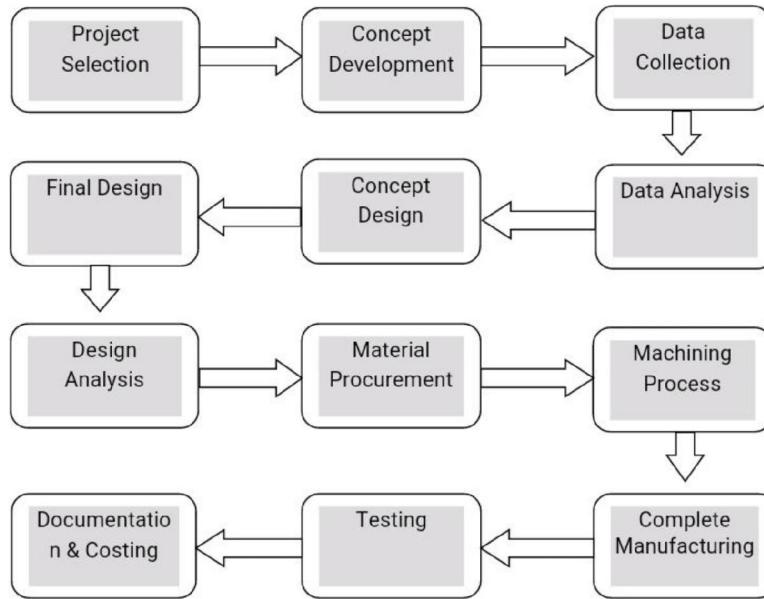 Project
Selection
Concept
Development
Data
Collection
Final Design
Concept
Design
Data Analysis
Design
Analysis
Material
Procurement
Machining
Process
Documentatio
n & Costing
Testing
Complete
Manufacturing